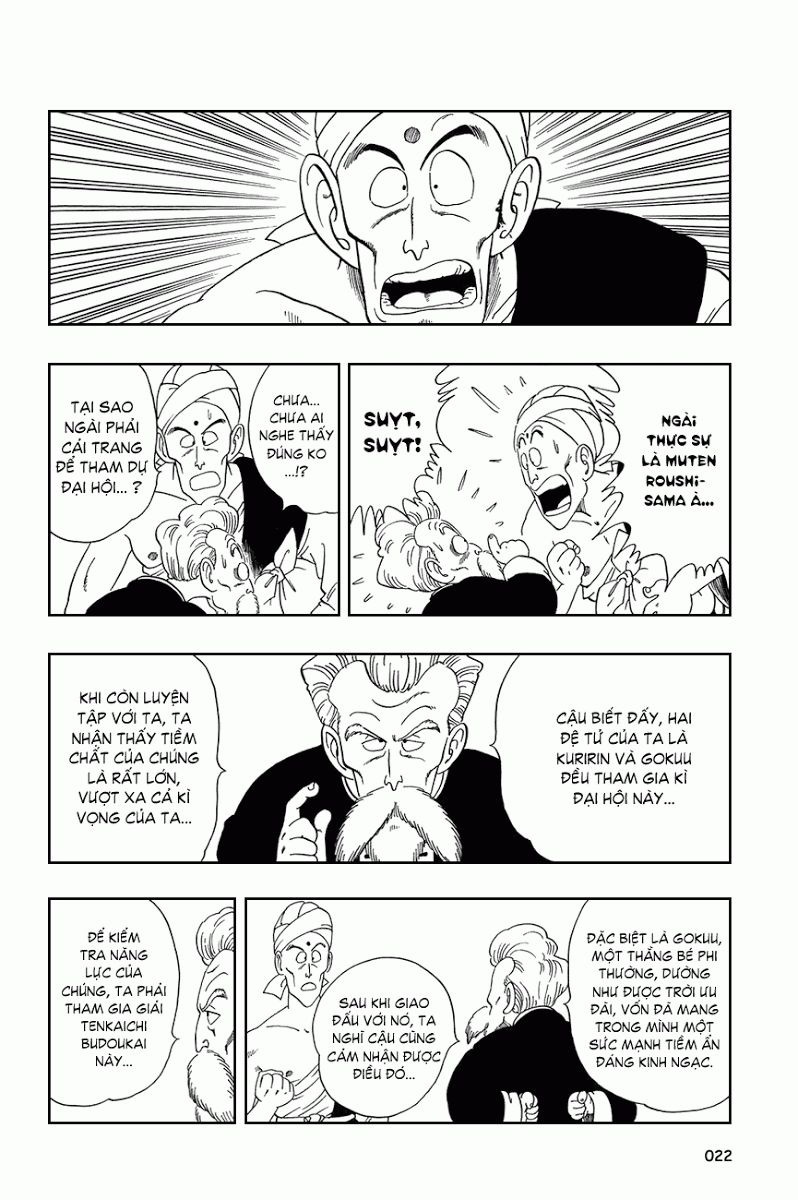 NGÀI
THỰC SỰ
LÀ MUTEN
ROUSHI-
SAMA À...
SUỴT,
SUỴT!
CHƯA...
CHƯA AI
NGHE THẤY
ĐÚNG KO
...!?
TẠI SAO
NGÀI PHẢI
CẢI TRANG
ĐỂ THAM DỰ
ĐẠI HỘI... ?
CẬU BIẾT ĐẤY, HAI
ĐỆ TỬ CỦA TA LÀ
KURIRIN VÀ GOKUU
ĐỀU THAM GIA KÌ
ĐẠI HỘI NÀY...
KHI CÒN LUYỆN
TẬP VỚI TA, TA
NHẬN THẤY TIỀM
CHẤT CỦA CHÚNG
LÀ RẤT LỚN,
VƯỢT XA CẢ KÌ
VỌNG CỦA TA...
ĐẶC BIỆT LÀ GOKUU,
MỘT THẰNG BÉ PHI
THƯỜNG, DƯỜNG
NHƯ ĐƯỢC TRỜI ƯU
ĐÃI, VỐN ĐÃ MANG
TRONG MÌNH MỘT
SỨC MẠNH TIỀM ẨN
ĐÁNG KINH NGẠC.
SAU KHI GIAO
ĐẤU VỚI NÓ, TA
NGHĨ CẬU CŨNG
CẢM NHẬN ĐƯỢC
ĐIỀU ĐÓ...
ĐỂ KIỂM
TRA NĂNG
LỰC CỦA
CHÚNG, TA PHẢI
THAM GIA GIẢI
TENKAICHI
BUDOUKAI
NÀY...
022